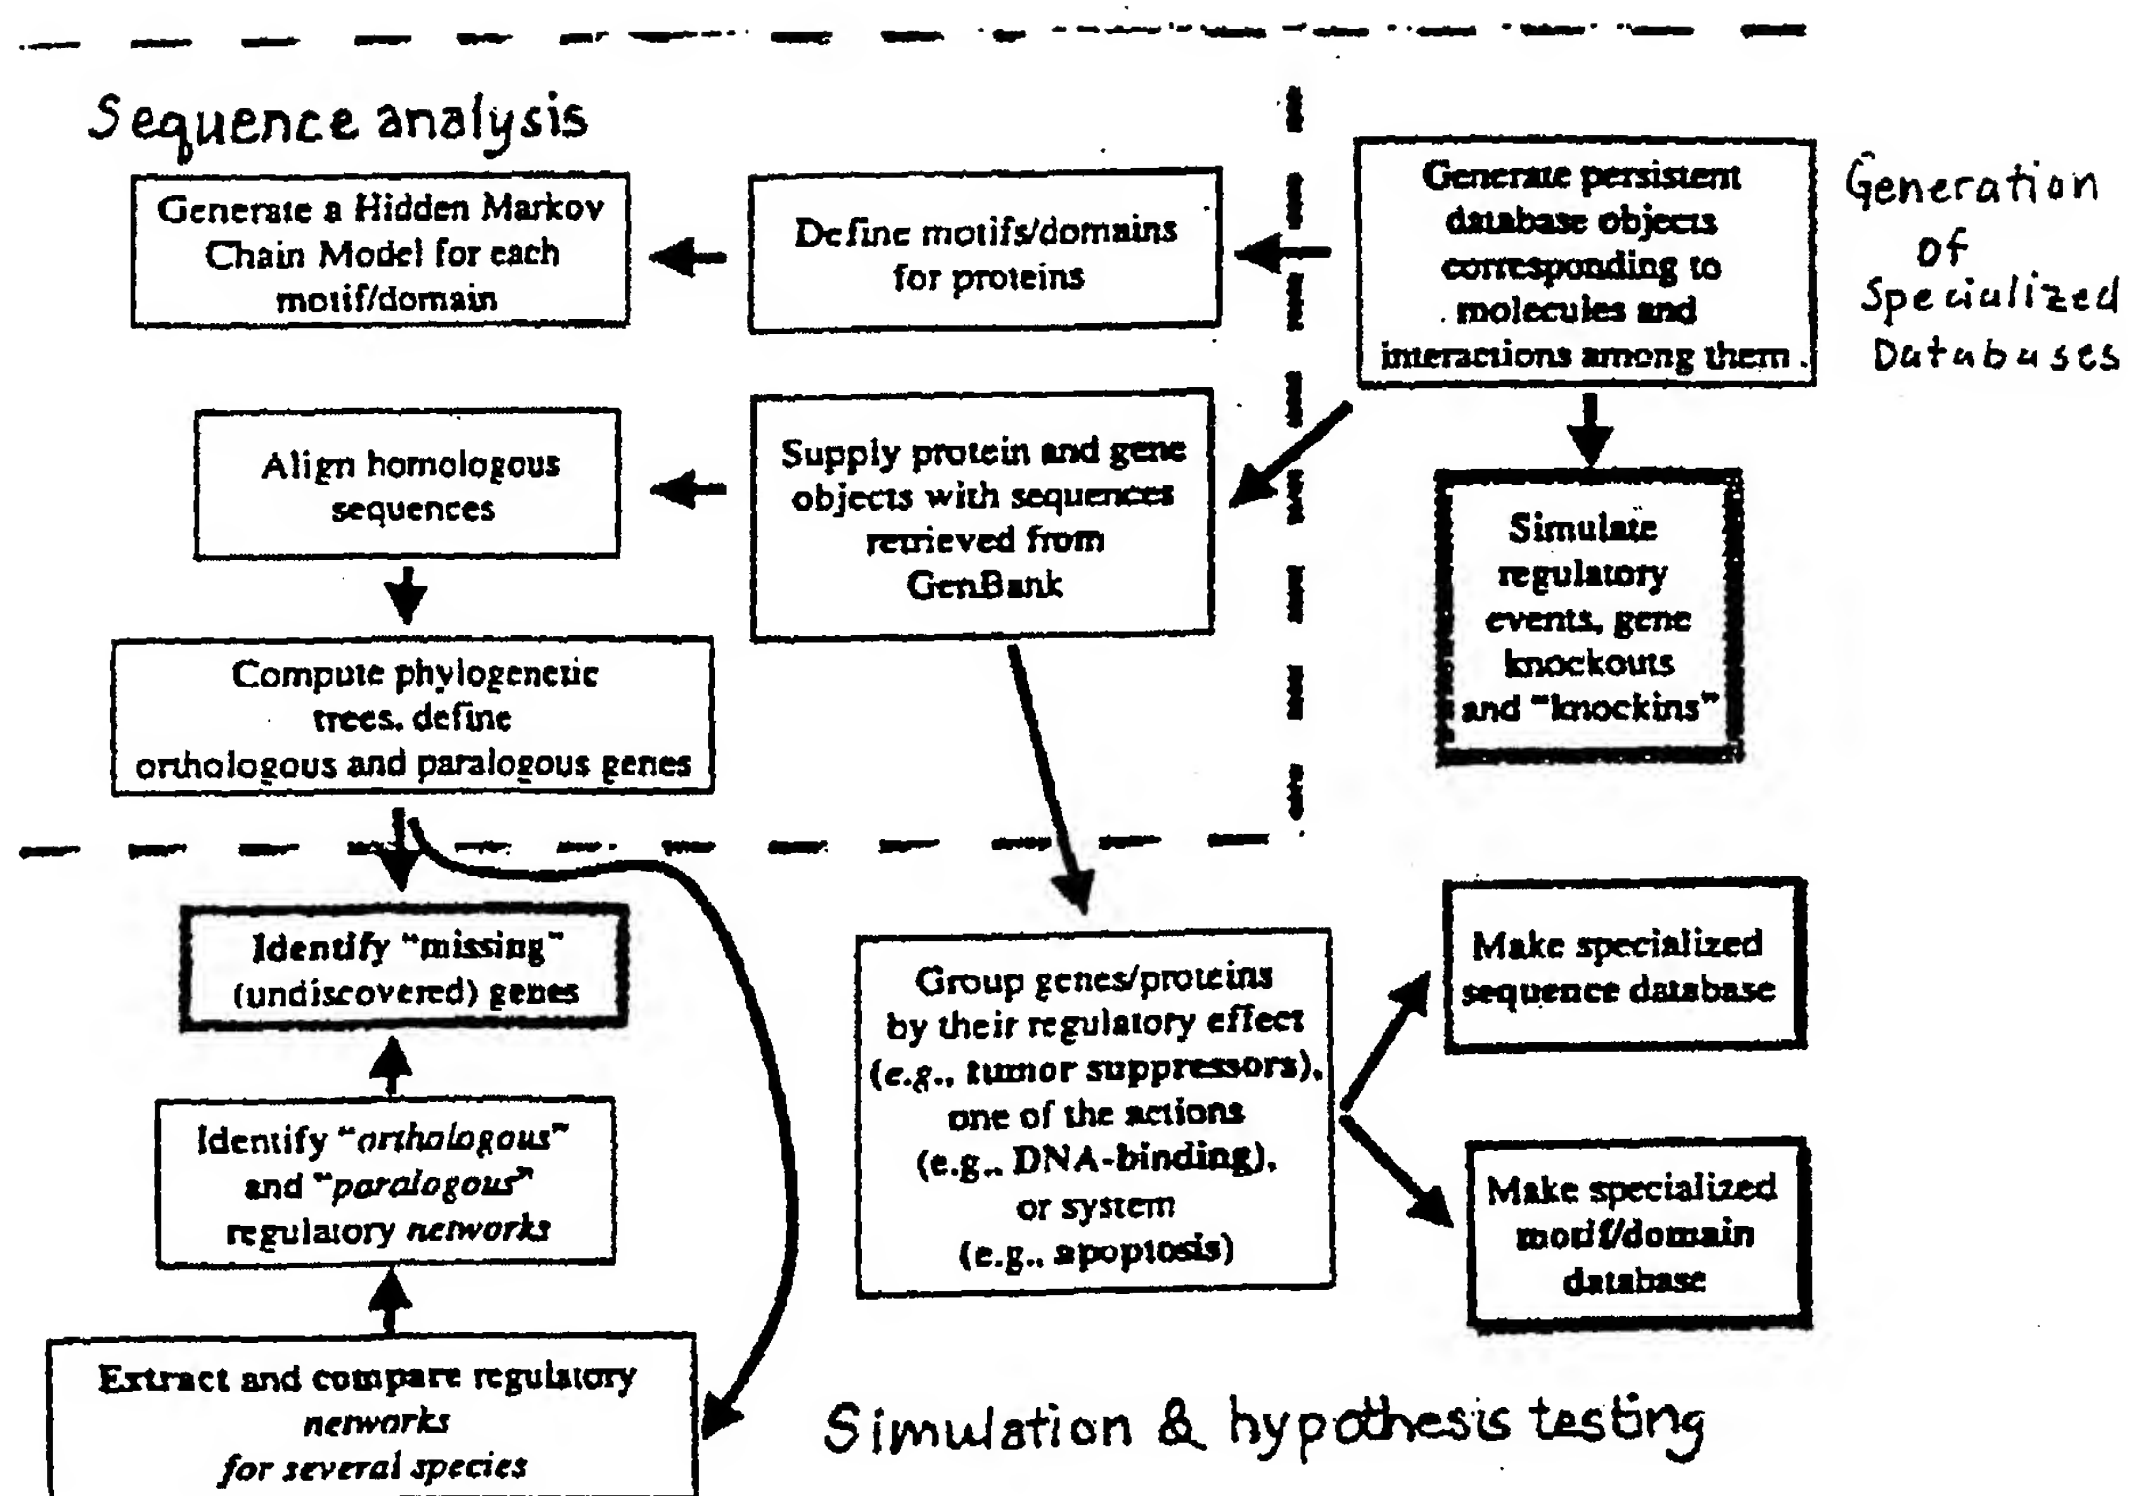 Sequence analysis
Generate a Hidden Markov
Chain Model for each
motif/domain
Define motifs/domains
for proteins
Generate persistent
database objects
corresponding to
molecules and
interactions among them
Generation
of
Specialized
Databases
Align homologous
sequences
Supply protein and gene
objects with sequences
retrieved from
GenBank
Simulate
regulatory
events, gene
knockouts
and "knockins"
Compute phylogenetic
trees, define
orthologous and paralogous genes
Identify "missing"
(undiscovered) genes
Group genes/proteins
by their regulatory effect
(e.g., tumor suppressors),
one of the actions
(e.g., DNA-binding),
or system
(e.g., apoptosis)
Make specialized
sequence database
Identify "orthologous"
and "paralogous"
regulatory networks
Make specialized
motif/domain
database
Extract and compare regulatory
networks
for several species
Simulation & hypothesis testing